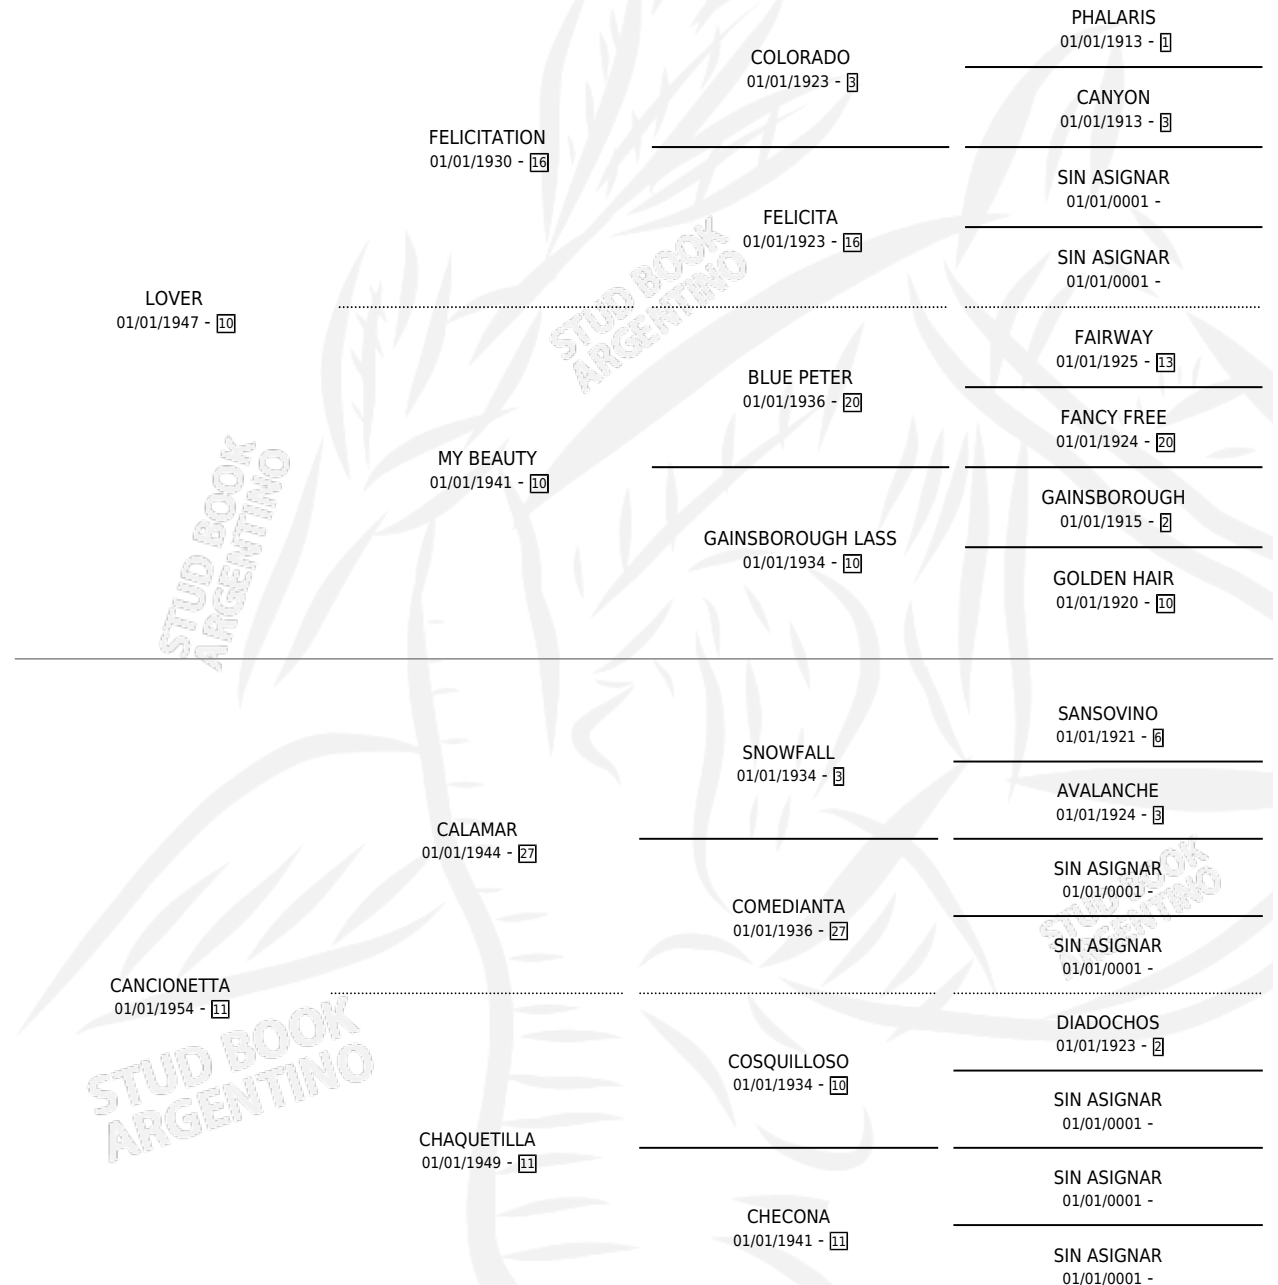 PHALARIS
01/01/1913 - 1
COLORADO
01/01/1923 - 3
CANYON
01/01/1913 - 3
FELICITATION
01/01/1930 - 16
SIN ASIGNAR
01/01/0001 -
FELICITA
01/01/1923 - 16
SIN ASIGNAR
01/01/0001 -
STUD BOOK
ARGENTINO
LOVER
01/01/1947 - 10
FAIRWAY
01/01/1925 - 13
BLUE PETER
01/01/1936 - 20
FANCY FREE
01/01/1924 - 20
MY BEAUTY
01/01/1941 - 10
GAINSBOROUGH
01/01/1915 - 2
GAINSBOROUGH LASS
01/01/1934 - 10
GOLDEN HAIR
01/01/1920 - 10
STUD BOOK
ARGENTINO
SANSOVINO
01/01/1921 - 6
SNOWFALL
01/01/1934 - 3
AVALANCHE
01/01/1924 - 3
CALAMAR
01/01/1944 - 27
SIN ASIGNAR
01/01/0001 -
COMEDIANTA
01/01/1936 - 27
SIN ASIGNAR
01/01/0001 -
STUD BOOK
ARGENTINO
CANCIONETTA
01/01/1954 - 11
DIADOCHOS
01/01/1923 - 2
COSQUILLOSO
01/01/1934 - 10
SIN ASIGNAR
01/01/0001 -
STUD BOOK
ARGENTINO
CHAQUETILLA
01/01/1949 - 11
SIN ASIGNAR
01/01/0001 -
CHECONA
01/01/1941 - 11
SIN ASIGNAR
01/01/0001 -